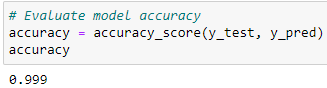 # Evaluate model accuracy
accuracy = accuracy_score(y_test, y_pred)
accuracy
0.999